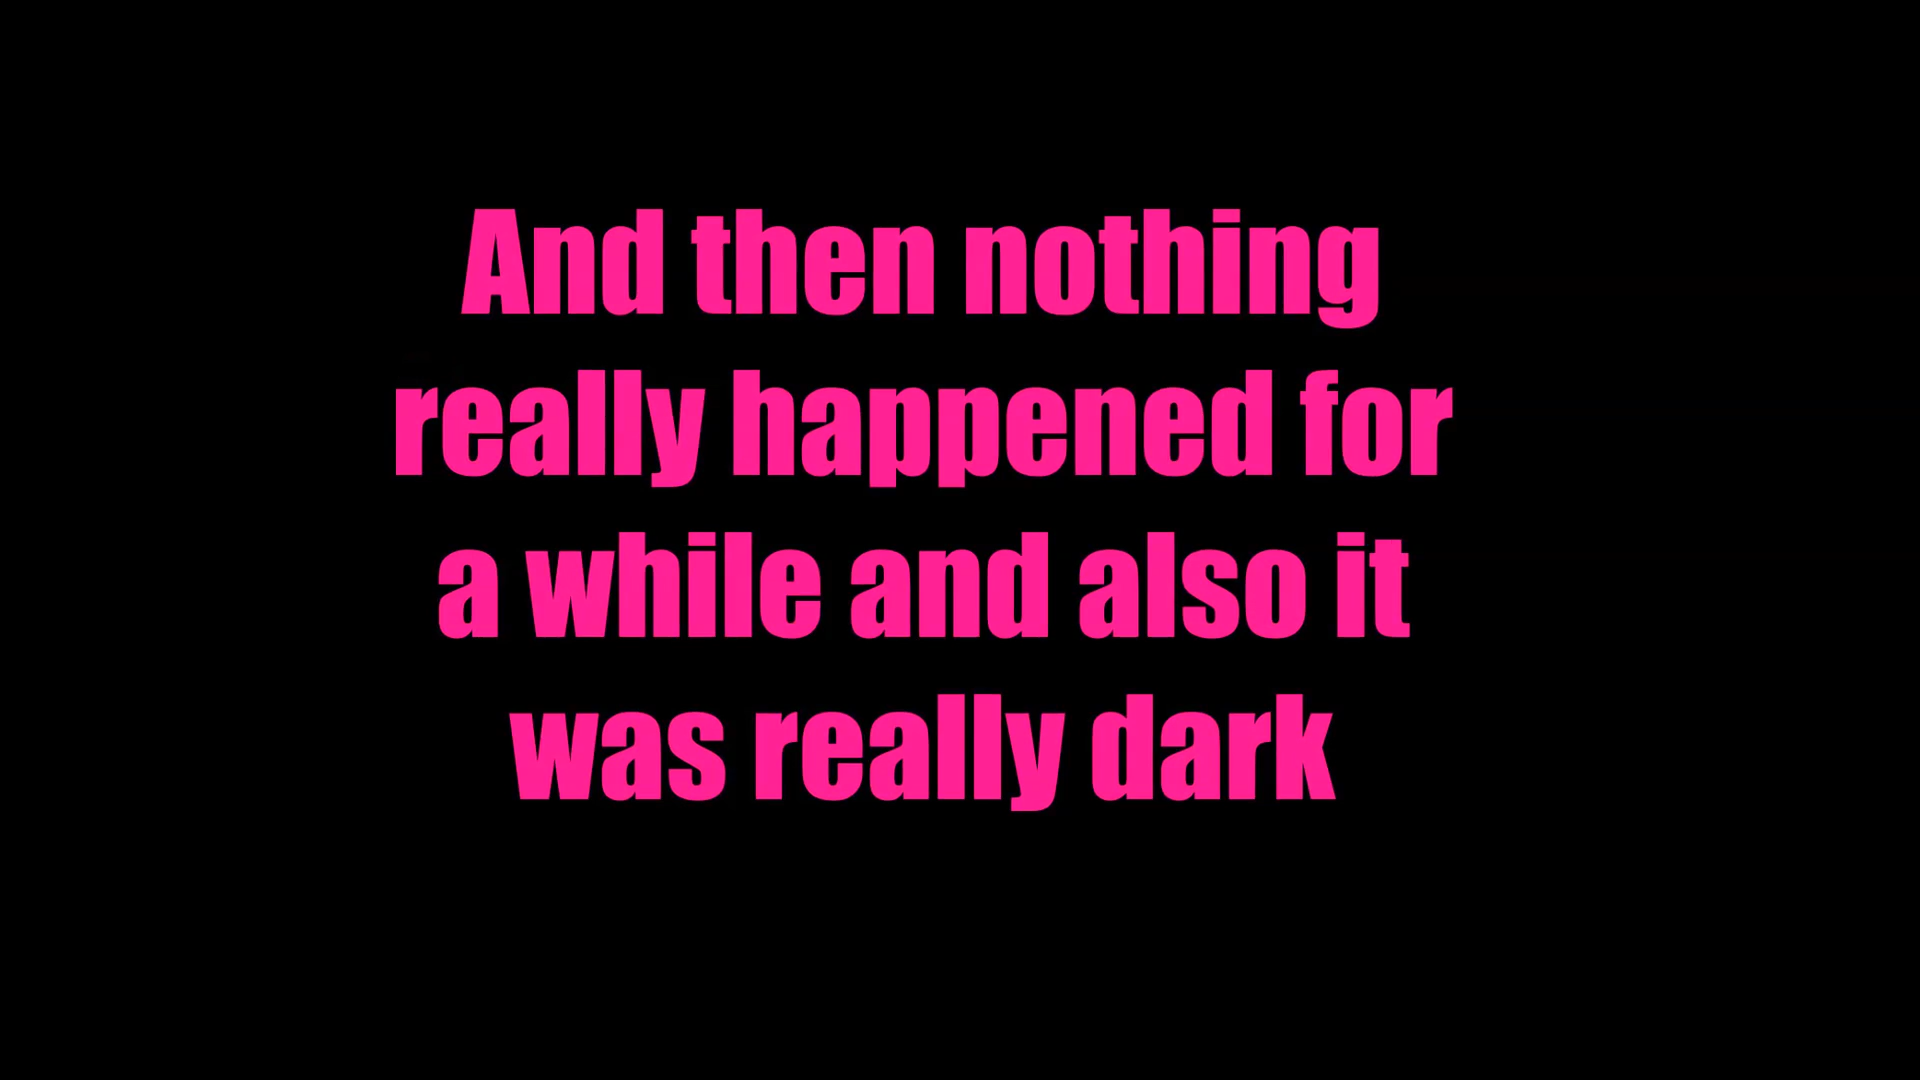 And then nothing
really happened for
a while and also it
was really dark